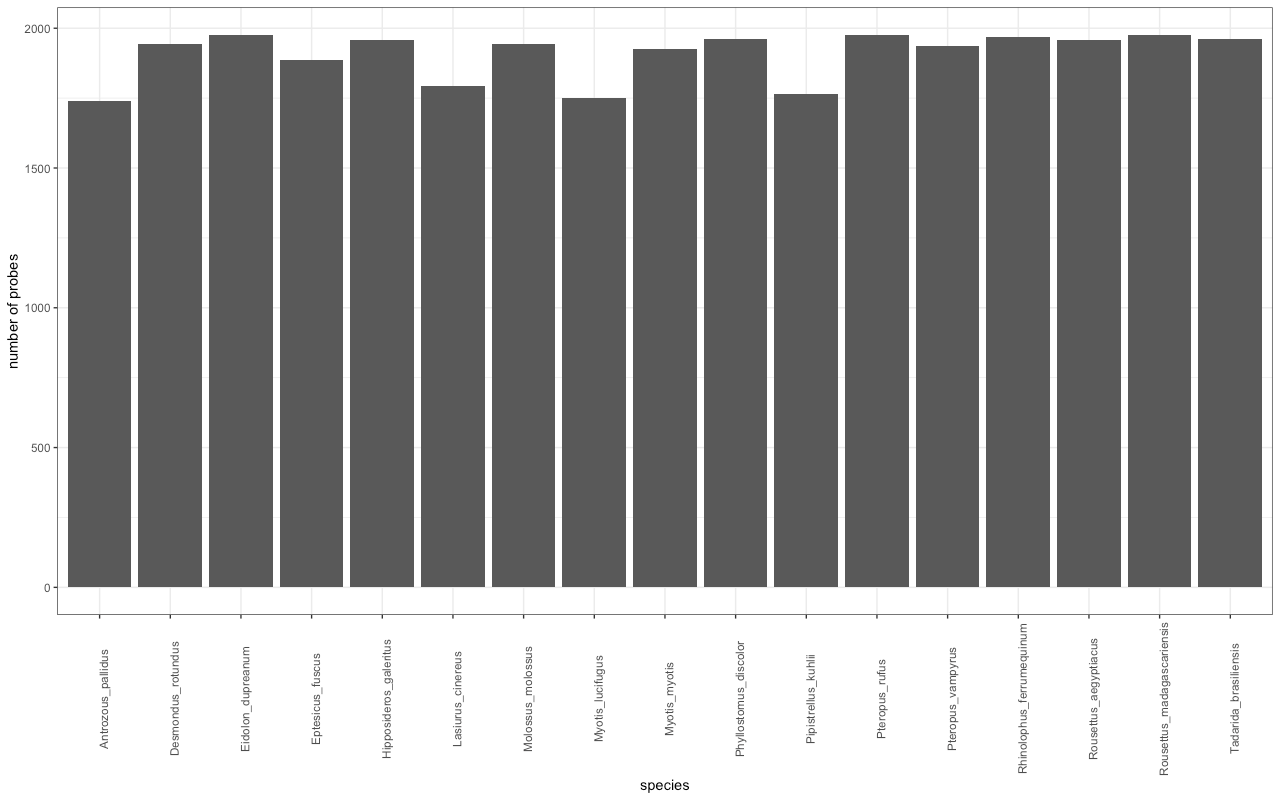 number of probes
2000
1500
1000
500
0
Antrozous_pallidus
Desmondus_rotundus
Eidolon_dupreanum
Eptesicus_fuscus
Hipposideros_galeritus
Lasiurus_cinereus
Molossus_molossus
Myotis_lucifugus
Myotis_myotis
Phyllostomus_discolor
Pipistrellus_kuhlii
Pteropus_rufus
Pteropus_vampyrus
Rhinolophus_ferrumequinum
Rousettus_aegyptiacus
Rousettus_madagascariensis
Tadarida_brasiliensis
species